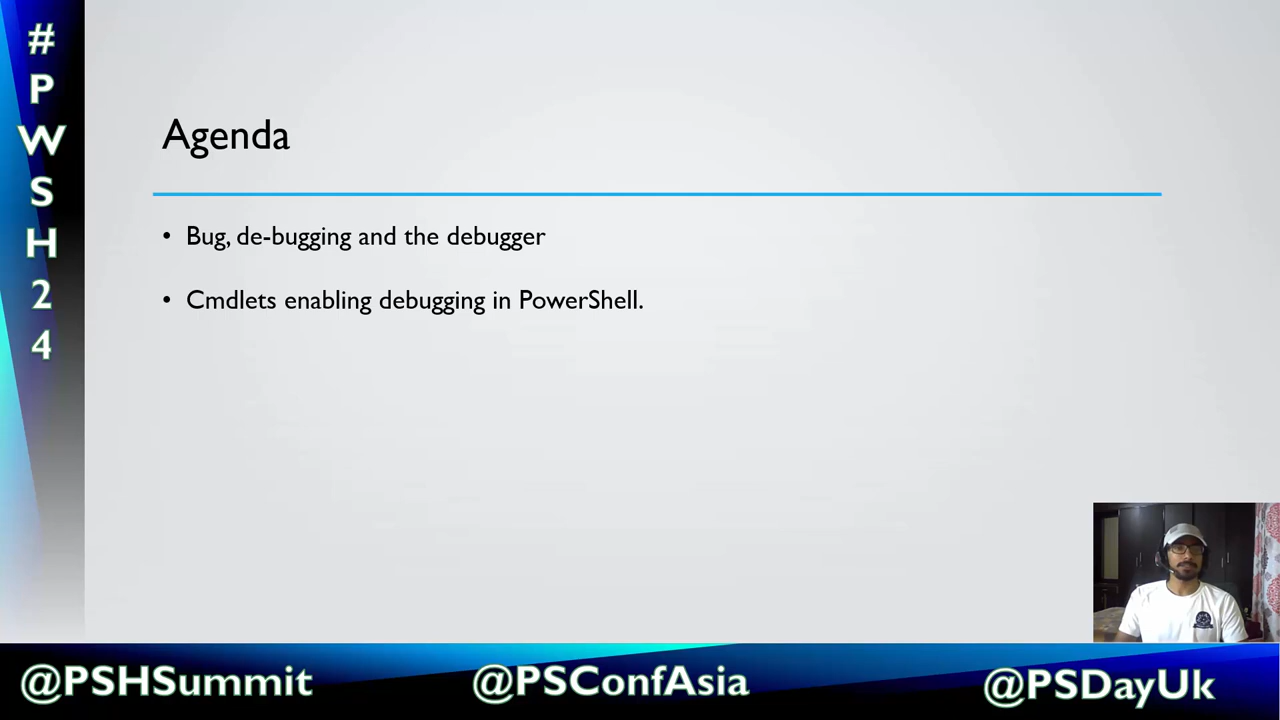 #
P
W
S
H
2
4
Agenda
• Bug, de-bugging and the debugger
• Cmdlets enabling debugging in PowerShell.
@PSHSummit @PSConfAsia @PSDayUk